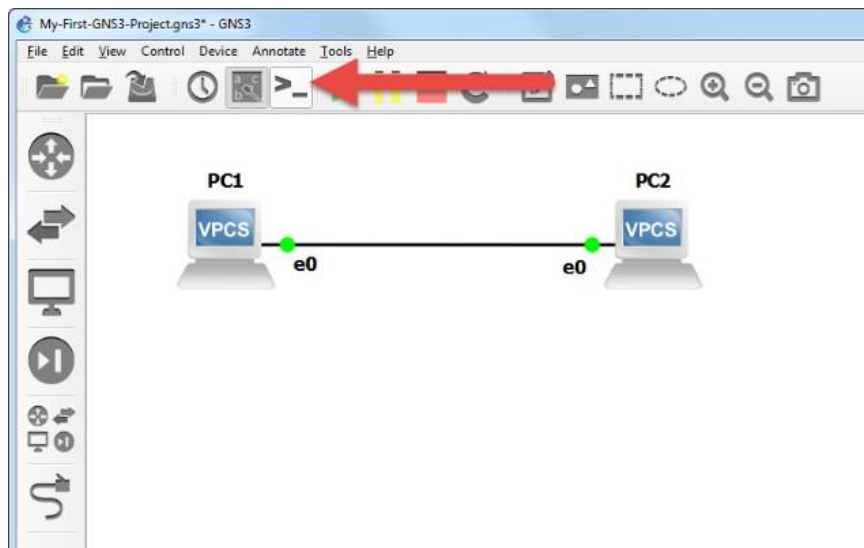 My-First-GNS3-Project.gns3* - GNS3
File Edit View Control Device Annotate Tools Help
PC1
PC2
VPCS
VPCS
e0
e0